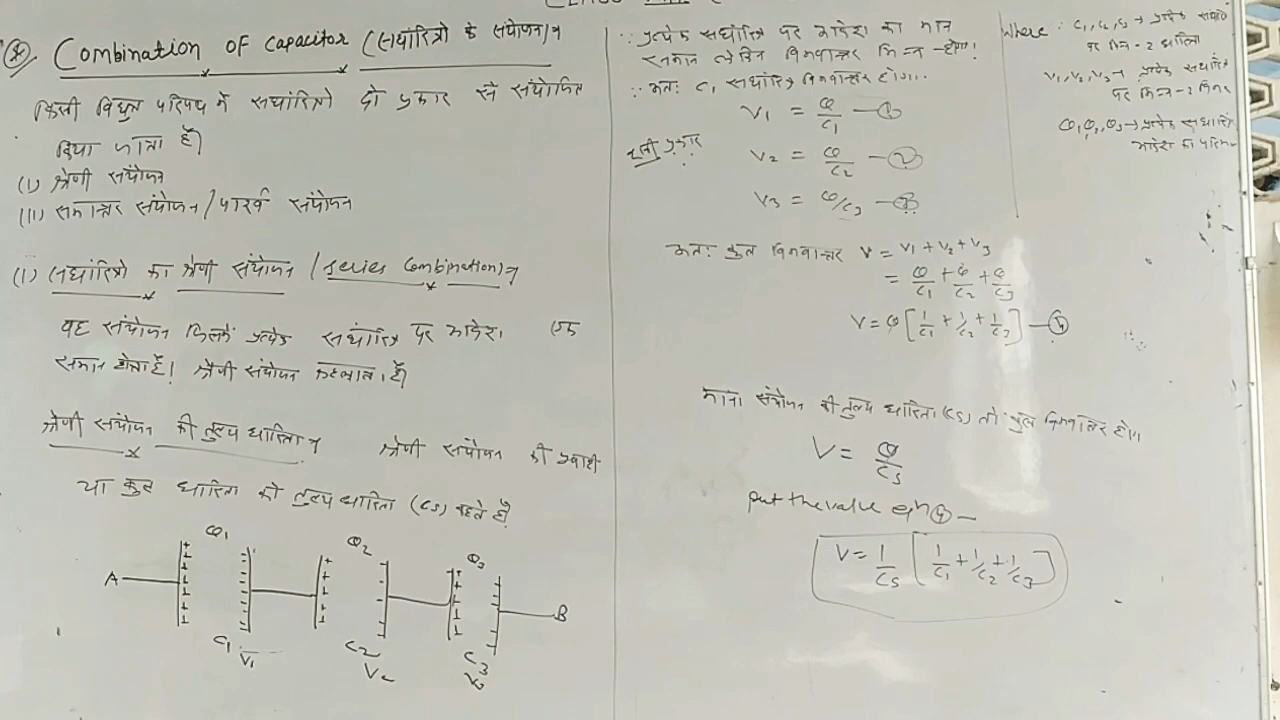 (*) Combination of capacitor (संधारित्रो के संयोजन)
किसी विधुत परिपथ में संधारित्रो दो प्रकार से संयोजित
किया जाता है।
(I) श्रेणी संयोजन
(II) समान्तर संयोजन / पार्श्व संयोजन
(I) संधारित्रो का श्रेणी संयोजन (Series Combination)
वह संयोजन जिसमें प्रत्येक संधारित्र पर आवेश एक
समान होता है। श्रेणी संयोजन कहलाता है।
श्रेणी संयोजन की तुल्य धारिता श्रेणी संयोजन की प्रभावी
या कुल धारिता को तुल्य धारिता (Cs) कहते है।
A Q1 Q2 Q3 B
C1 C2 C3
V1 V2 V3
∵ प्रत्येक संधारित्र पर आवेश का मान
समान लेकिन विभवान्तर भिन्न होगा।
∵ अतः C1 संधारित्र विभवान्तर होगा..
V1 = Q/C1 — (1)
इसी प्रकार
V2 = Q/C2 — (2)
V3 = Q/C3 — (3)
अतः कुल विभवान्तर V = V1 + V2 + V3
= Q/C1 + Q/C2 + Q/C3
V = Q [1/C1 + 1/C2 + 1/C3] — (4)
माना संयोजन की तुल्य धारिता (Cs) तो कुल विभवान्तर होगा
V = Q/Cs
Put the value eqn (4) —
V = 1/Cs [1/C1 + 1/C2 + 1/C3]
Where : C1, C2, C3 → प्रत्येक
पर भिन्न-2 धारिता
V1, V2, V3 → प्रत्येक संधारित्र
पर भिन्न-2
Q1, Q2, Q3 → प्रत्येक
आवेश का